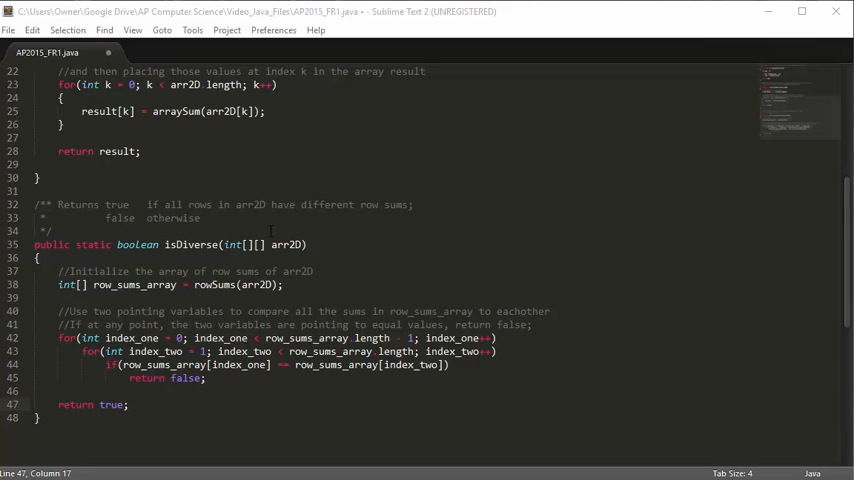 C:\Users\Owner\Google Drive\AP Computer Science\Video_Java_Files\AP2015_FR1.java • - Sublime Text 2 (UNREGISTERED)
File Edit Selection Find View Goto Tools Project Preferences Help
AP2015_FR1.java
22 //and then placing those values at index k in the array result
23 for(int k = 0; k < arr2D.length; k++)
24 {
25 result[k] = arraySum(arr2D[k]);
26 }
27
28 return result;
29
30 }
31
32 /** Returns true if all rows in arr2D have different row sums;
33 * false otherwise
34 */
35 public static boolean isDiverse(int[][] arr2D)
36 {
37 //Initialize the array of row sums of arr2D
38 int[] row_sums_array = rowSums(arr2D);
39
40 //Use two pointing variables to compare all the sums in row_sums_array to eachother
41 //If at any point, the two variables are pointing to equal values, return false;
42 for(int index_one = 0; index_one < row_sums_array.length - 1; index_one++)
43 for(int index_two = 1; index_two < row_sums_array.length; index_two++)
44 if(row_sums_array[index_one] == row_sums_array[index_two])
45 return false;
46
47 return true;
48 }
Line 47, Column 17 Tab Size: 4 Java